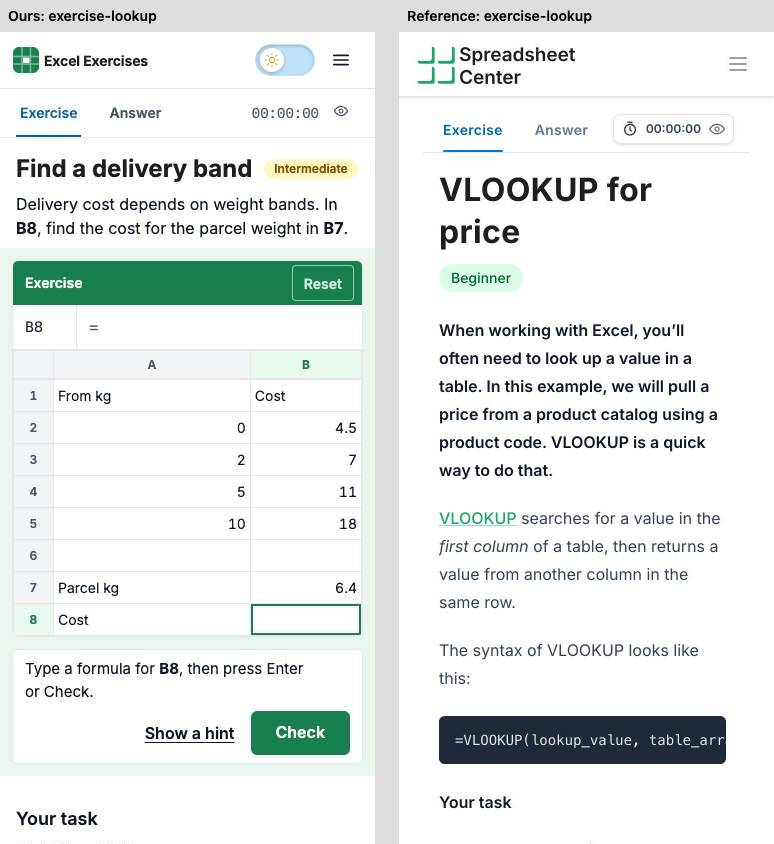 Ours: exercise-lookup
Excel Exercises
Exercise
Answer
00:00:00
Find a delivery band
Intermediate
Delivery cost depends on weight bands. In
B8, find the cost for the parcel weight in B7.
Exercise
Reset
B8
=
A
B
1
From kg
Cost
2
0
4.5
3
2
7
4
5
11
5
10
18
6
7
Parcel kg
6.4
8
Cost
Type a formula for B8, then press Enter
or Check.
Show a hint
Check
Your task
Reference: exercise-lookup
Spreadsheet
Center
Exercise
Answer
00:00:00
VLOOKUP for
price
Beginner
When working with Excel, you’ll
often need to look up a value in a
table. In this example, we will pull a
price from a product catalog using a
product code. VLOOKUP is a quick
way to do that.
VLOOKUP searches for a value in the
first column of a table, then returns a
value from another column in the
same row.
The syntax of VLOOKUP looks like
this:
=VLOOKUP(lookup_value, table_arr
Your task